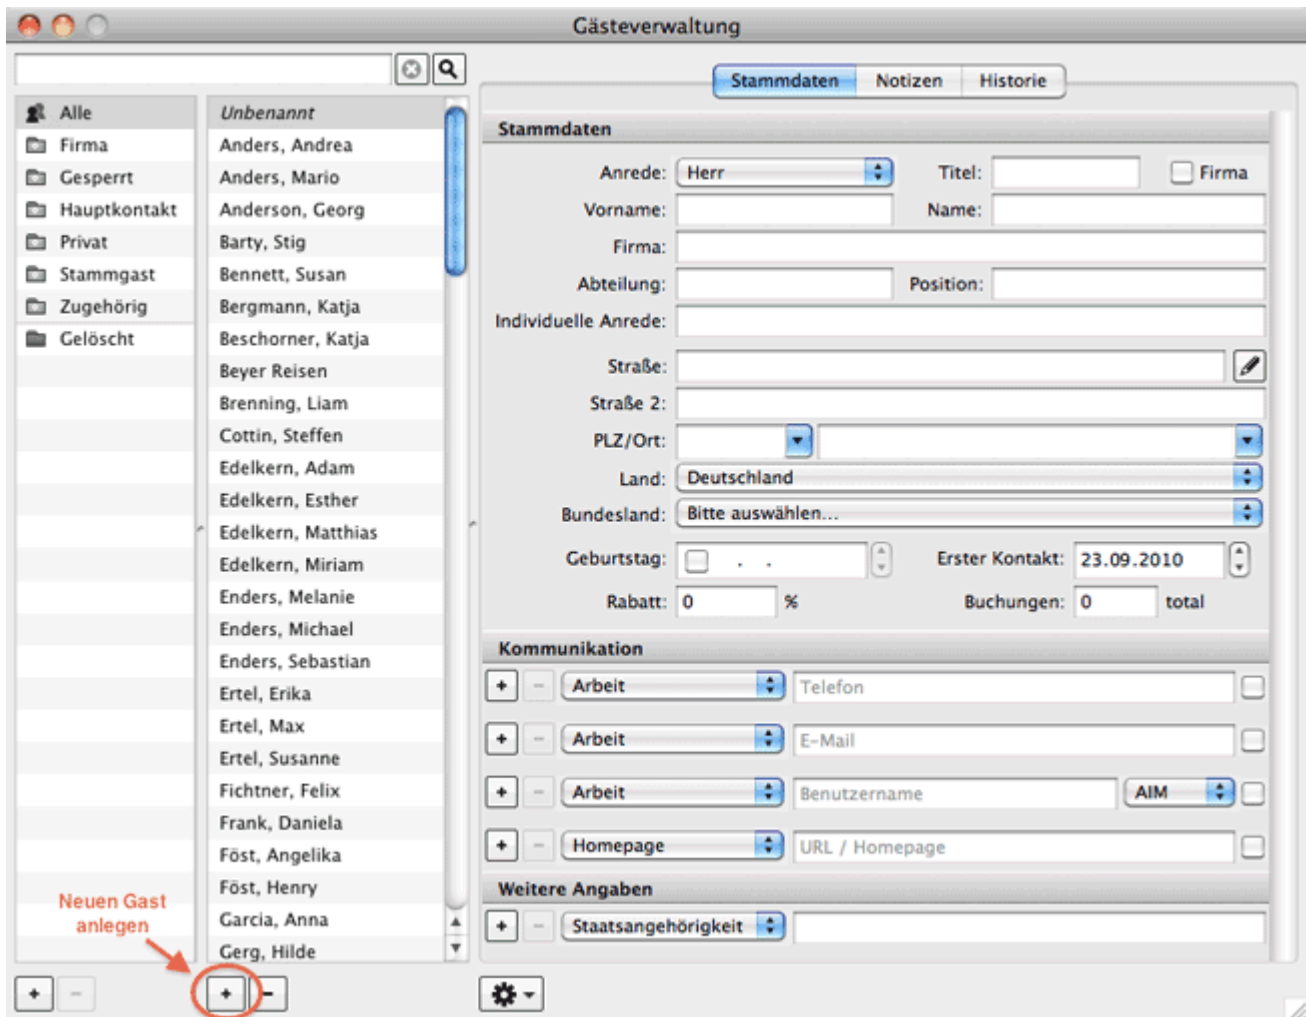 Gästeverwaltung
Stammdaten Notizen Historie
Alle
Firma
Gesperrt
Hauptkontakt
Privat
Stammgast
Zugehörig
Gelöscht
Unbenannt
Anders, Andrea
Anders, Mario
Anderson, Georg
Barty, Stig
Bennett, Susan
Bergmann, Katja
Beschorner, Katja
Beyer Reisen
Brenning, Liam
Cottin, Steffen
Edelkern, Adam
Edelkern, Esther
Edelkern, Matthias
Edelkern, Miriam
Enders, Melanie
Enders, Michael
Enders, Sebastian
Ertel, Erika
Ertel, Max
Ertel, Susanne
Fichtner, Felix
Frank, Daniela
Föst, Angelika
Föst, Henry
Garcia, Anna
Gerg, Hilde
Neuen Gast
anlegen
Stammdaten
Anrede: Herr Titel: Firma
Vorname: Name:
Firma:
Abteilung: Position:
Individuelle Anrede:
Straße:
Straße 2:
PLZ/Ort:
Land: Deutschland
Bundesland: Bitte auswählen...
Geburtstag: . . Erster Kontakt: 23.09.2010
Rabatt: 0 % Buchungen: 0 total
Kommunikation
+ - Arbeit Telefon
+ - Arbeit E-Mail
+ - Arbeit Benutzername AIM
+ - Homepage URL / Homepage
Weitere Angaben
+ - Staatsangehörigkeit
+ - + -